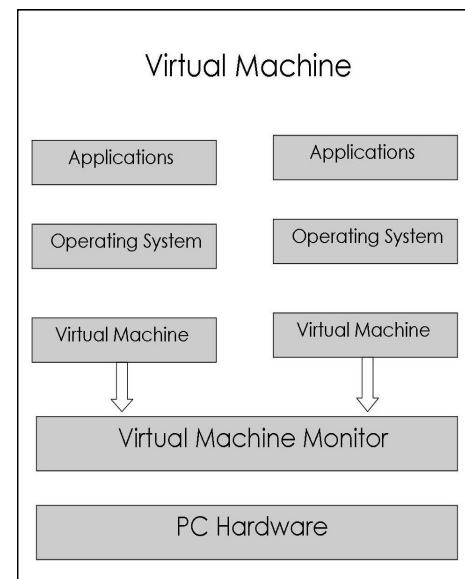 Virtual Machine
Applications
Applications
Operating System
Operating System
Virtual Machine
Virtual Machine
Virtual Machine Monitor
PC Hardware